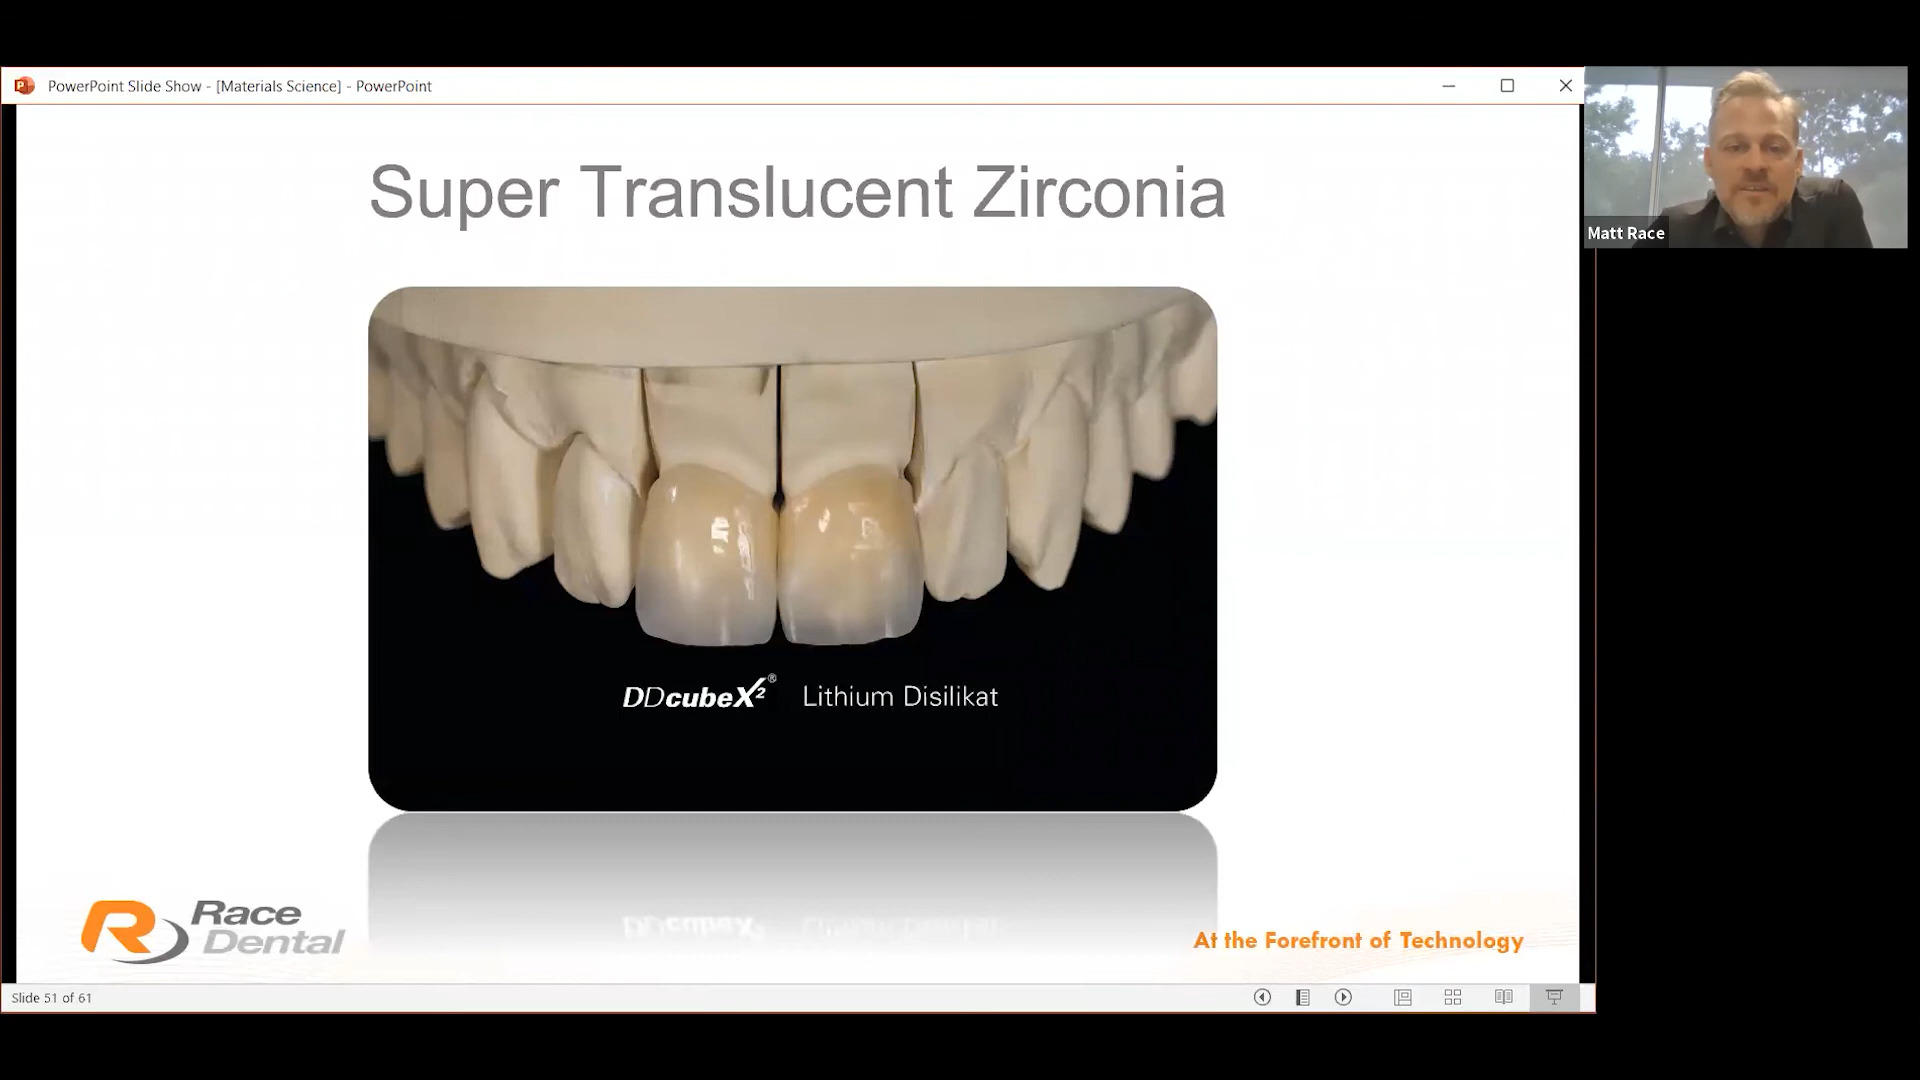 PowerPoint Slide Show - [Materials Science] - PowerPoint
Super Translucent Zirconia
Matt Race
DDcubeX²® Lithium Disilikat
Race
Dental
At the Forefront of Technology
Slide 51 of 61